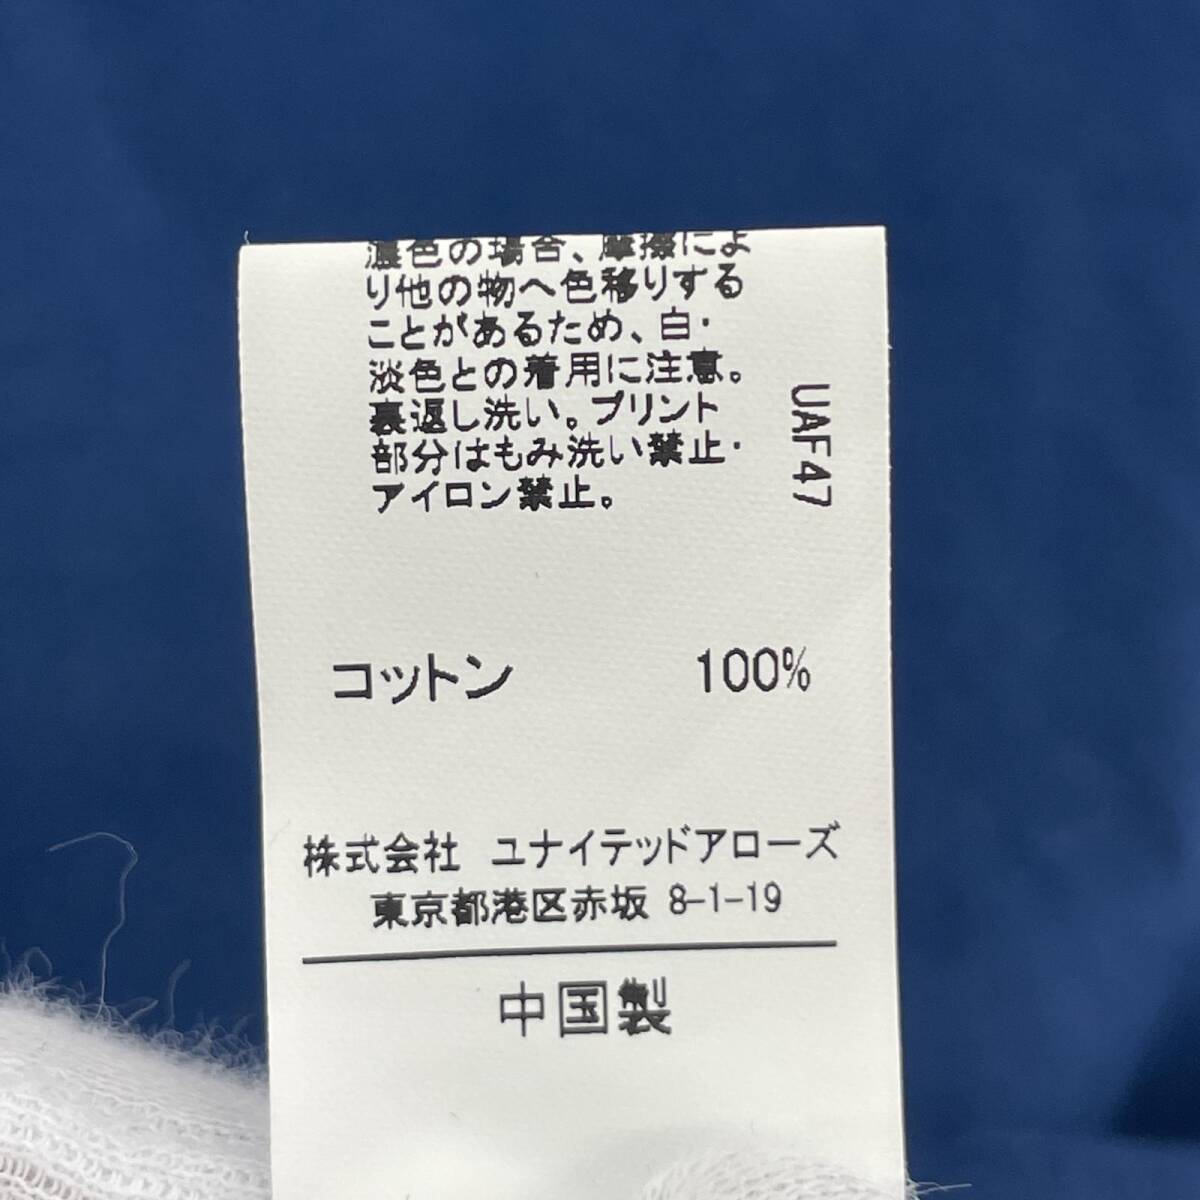 濃色の場合、摩擦によ
り他の物へ色移りする
ことがあるため、白・
淡色との着用に注意。
裏返し洗い。プリント
部分はもみ洗い禁止・
アイロン禁止。
UAF47
コットン 100%
株式会社 ユナイテッドアローズ
東京都港区赤坂 8-1-19
中国製